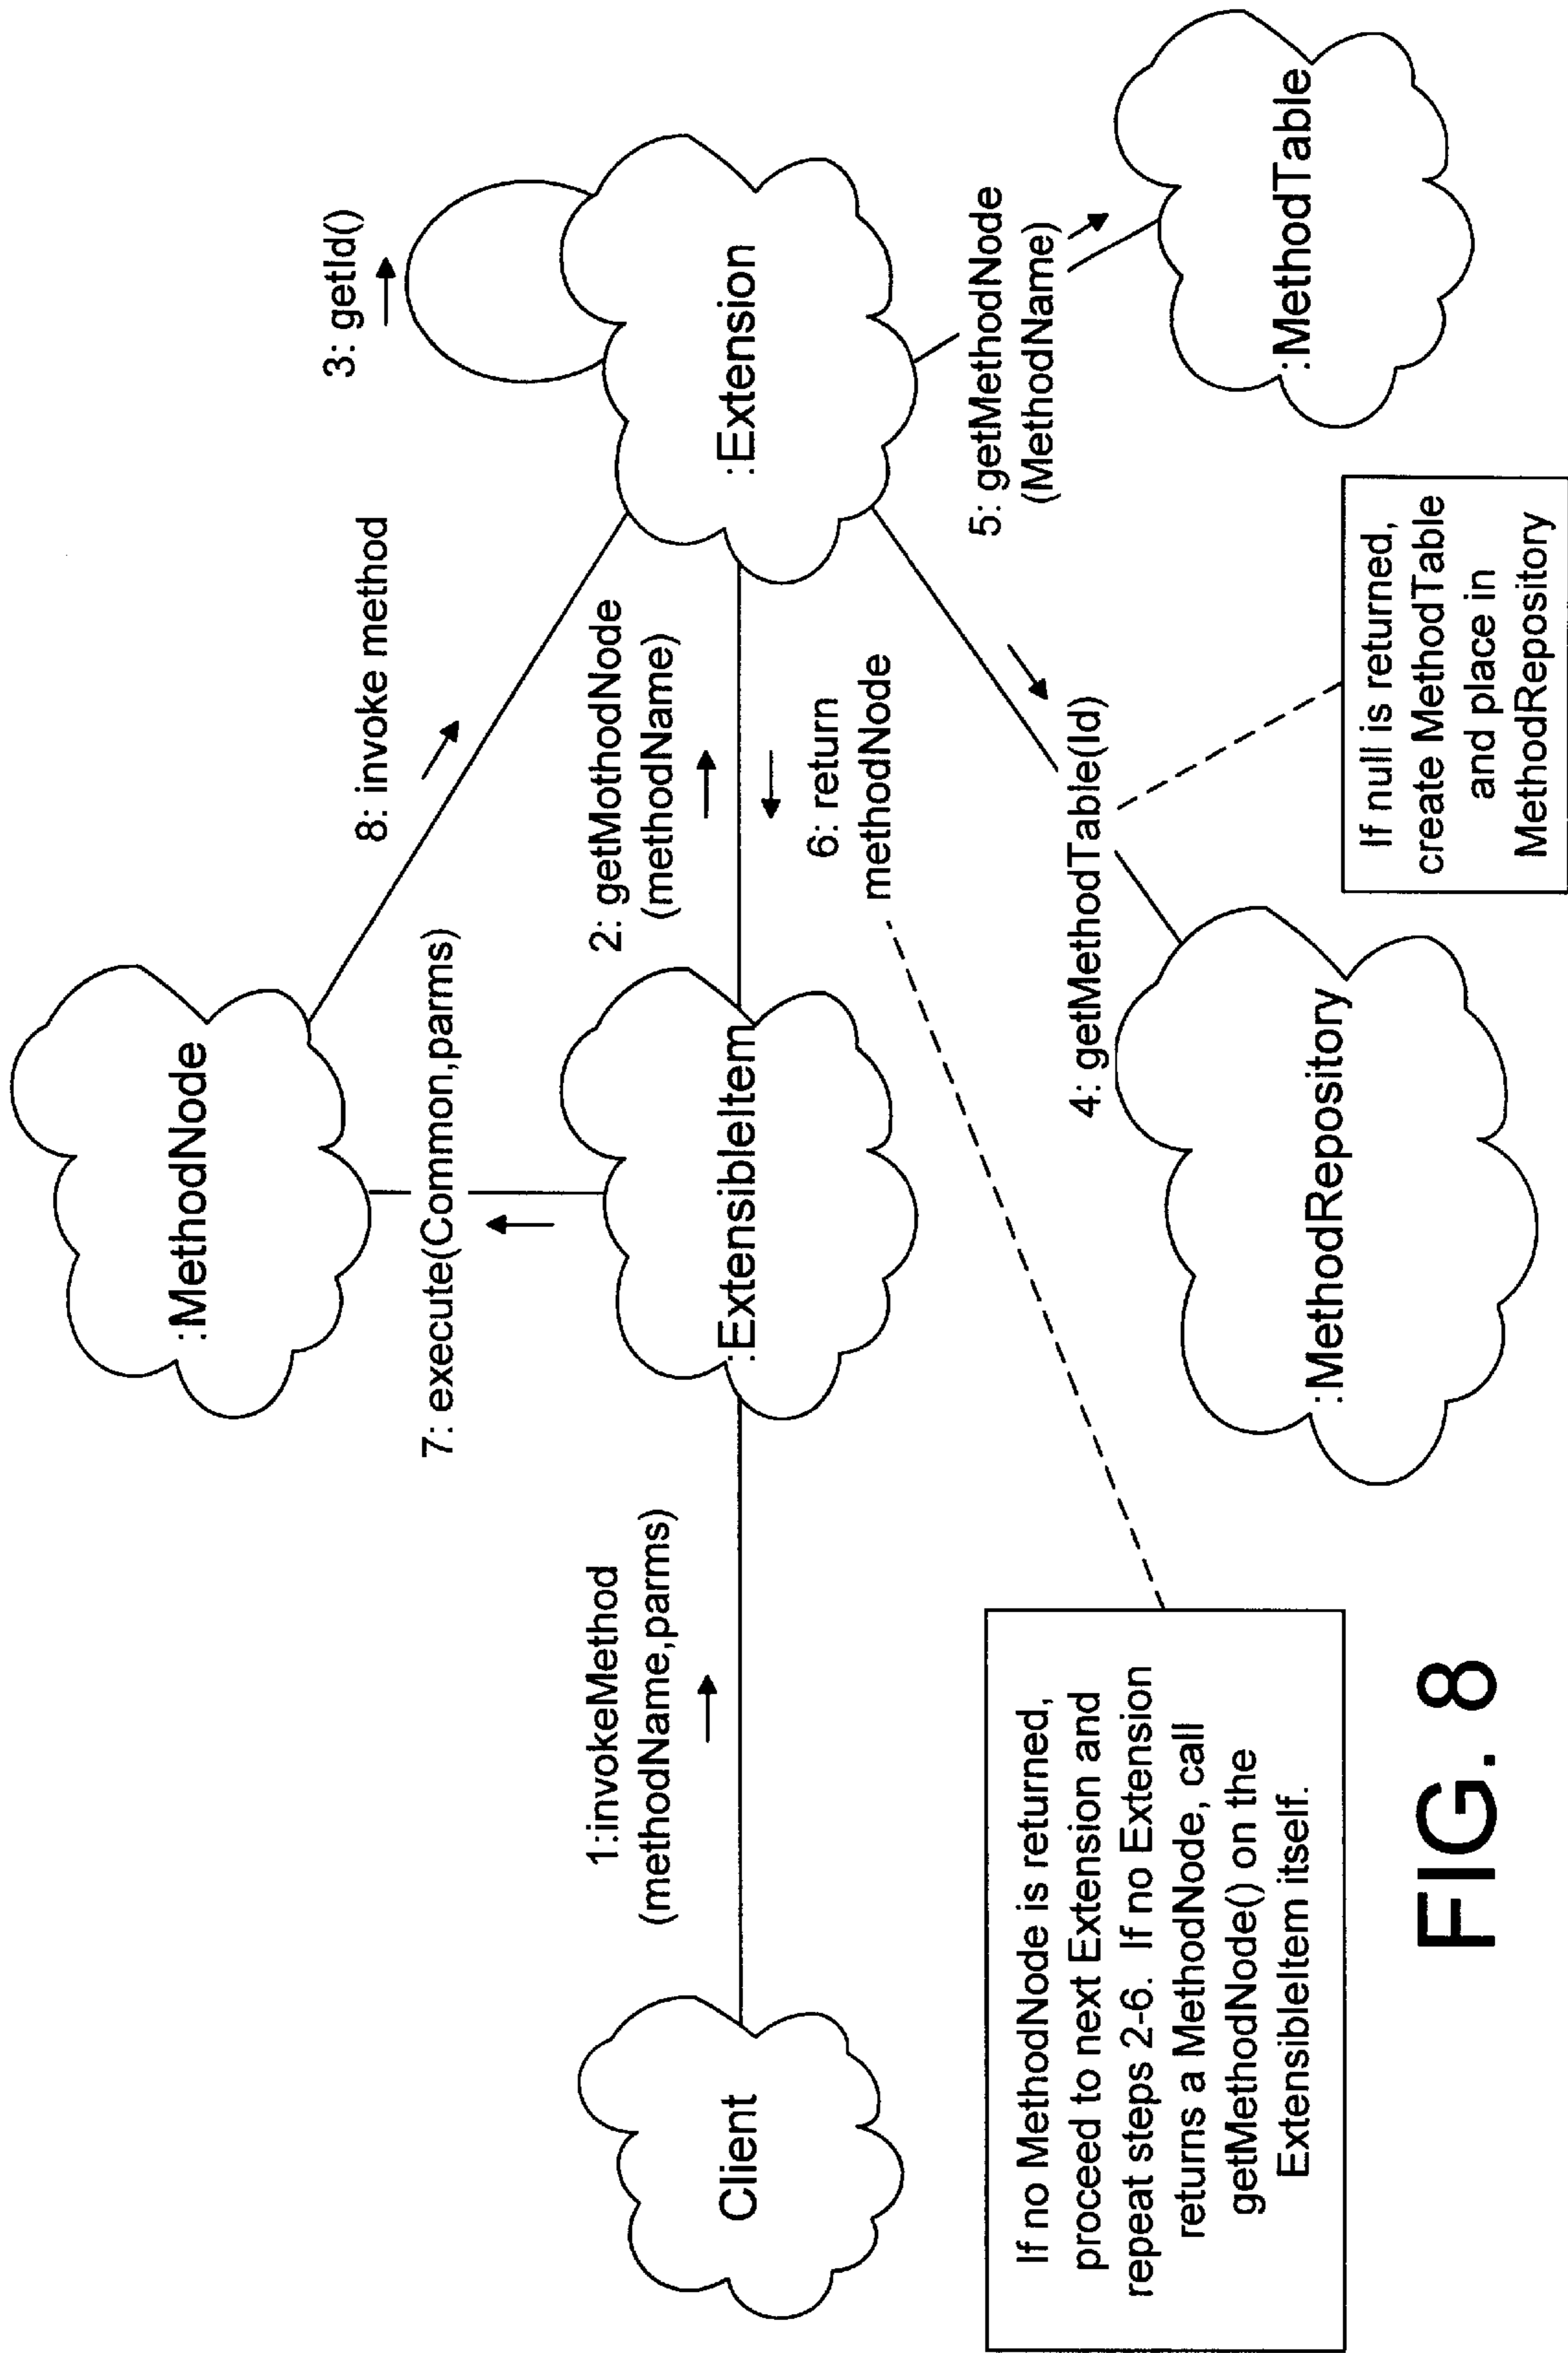 :MethodNode
3: getId()
8: invoke method
7: execute(Common,parms)
1:invokeMethod
(methodName,parms)
2: getMothodNode
(methodName)
Client
:ExtensibleItem
:Extension
6: return
methodNode
5: getMethodNode
(MethodName)
4: getMethodTable(Id)
If no MethodNode is returned,
proceed to next Extension and
repeat steps 2-6. If no Extension
returns a MethodNode, call
getMethodNode() on the
ExtensibleItem itself.
:MethodRepository
If null is returned,
create MethodTable
and place in
MethodRepository
:MethodTable
FIG. 8